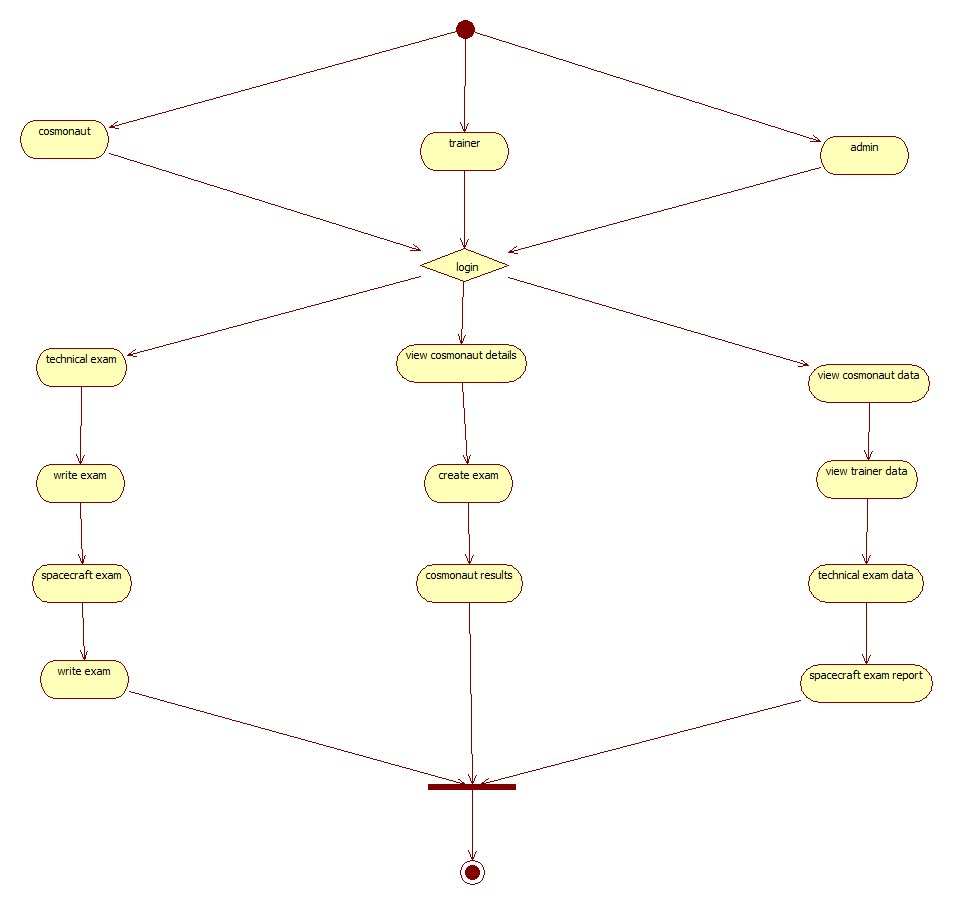 cosmonaut
trainer
admin
login
technical exam
view cosmonaut details
view cosmonaut data
write exam
create exam
view trainer data
spacecraft exam
cosmonaut results
technical exam data
write exam
spacecraft exam report